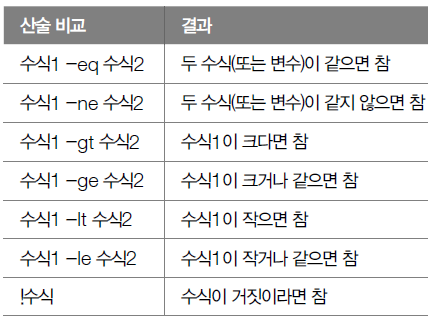 산술 비교 결과
수식1 -eq 수식2 두 수식(또는 변수)이 같으면 참
수식1 -ne 수식2 두 수식(또는 변수)이 같지 않으면 참
수식1 -gt 수식2 수식1이 크다면 참
수식1 -ge 수식2 수식1이 크거나 같으면 참
수식1 -lt 수식2 수식1이 작으면 참
수식1 -le 수식2 수식1이 작거나 같으면 참
!수식 수식이 거짓이라면 참